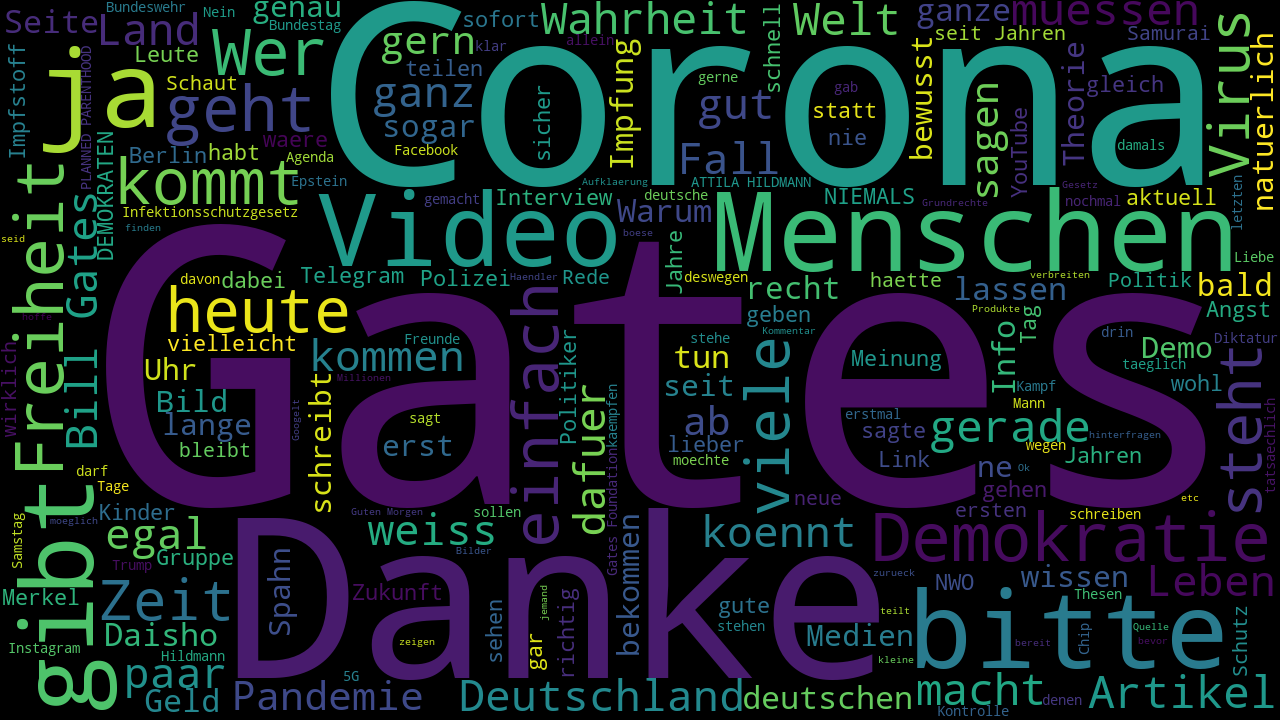 Seite
Bundeswehr
Nein
Land
genau
Bundestag
Wer
Corona
sofort
gern
klar
teilen
Wahrheit
allein
Welt
ganze
muessen
seit Jahren
Samurai
Virus
natuerlich
Impfstoff
PLANNED PARENTHOOD
ja
Leute
Schaut
geht
ganz
sogar
sicher
Impfung
schnell
gerne
gut
gab
statt
nie
bewusst
sagen
YouTube
Theorie
gleich
damals
DEMOKRATEN
Berlin
habt
waere
Agenda
Facebook
Epstein
Fall
kommt
Infektionsschutzgesetz
Aufklaerung
ATTILA HILDMANN
gemacht
Interview
deutsche
Warum
boese
NIEMALS
Grundrechte
Gesetz
nochmal
aktuell
letzten
Video
Menschen
Freiheit
Gates
seid
finden
davon
dabei
Telegram
Polizei
Haendler
Rede
Jahre
deswegen
recht
haette
lassen
verbreiten
Politik
bald
Liebe
Angst
heute
vielleicht
Gates
einfach
geben
Produkte
Kommentar
Info
Tag
drin
Demo
Diktatur
hoffe
wirklich
Bill
Uhr
kommen
Freunde
Politiker
stehe
tun
viele
Meinung
taeglich
Bild
Millionen
schreibt
Googelt
lange
sagt
erst
dafuer
Gates Foundation
kaempfen
seit
ab
lieber
moechte
erstmal
sagte
Link
gerade
Kampf
Mann
wegen
wohl
hinterfragen
Jahren
steht
tatsaechlich
bleibt
darf
Tage
gibt
ne
Ok
gehen
neue
ersten
etc
schreiben
Kinder
Guten Morgen
sollen
Samstag
moeglich
egal
weiss
Bilder
koennt
Demokratie
Gruppe
Trump
Spahn
Danke
Zukunft
bekommen
zurueck
NWO
wissen
Leben
Thesen
Merkel
Zeit
jemand
gute
stehen
teilt
bitte
Chip
Quelle
bevor
bereit
Schutz
Daisho
zeigen
sehen
gar
richtig
Medien
kleine
Instagram
Hildmann
paar
5G
Geld
Pandemie
Deutschland
deutschen
macht
Kontrolle
denen
Artikel